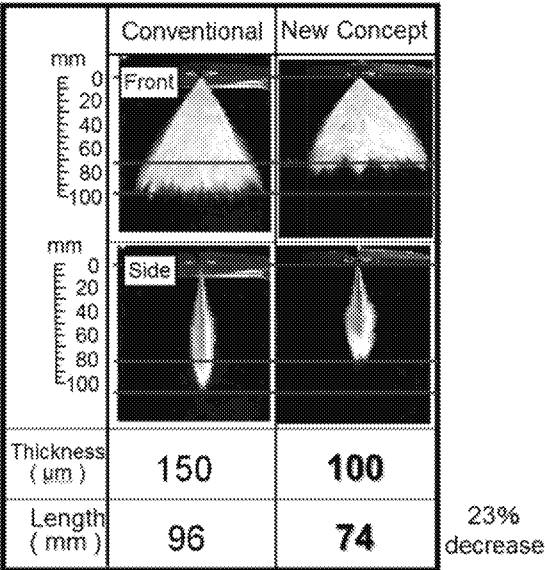 Conventional New Concept
mm
0
20
40
60
80
100
Front
mm
0
20
40
60
80
100
Side
Thickness
( μm ) 150 100
Length
( mm ) 96 74
23%
decrease